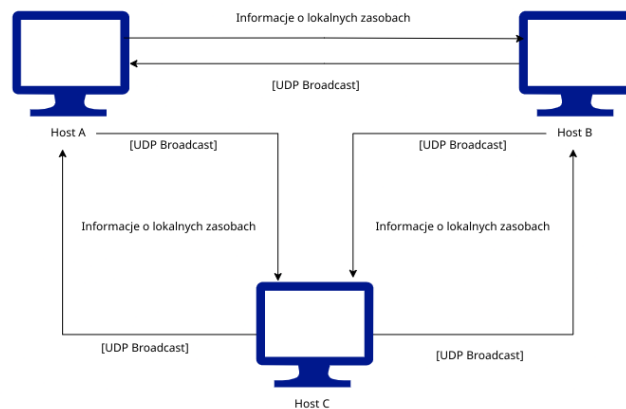 Informacje o lokalnych zasobach
[UDP Broadcast]
Host A
Host B
[UDP Broadcast]
[UDP Broadcast]
Informacje o lokalnych zasobach
Informacje o lokalnych zasobach
[UDP Broadcast]
[UDP Broadcast]
Host C